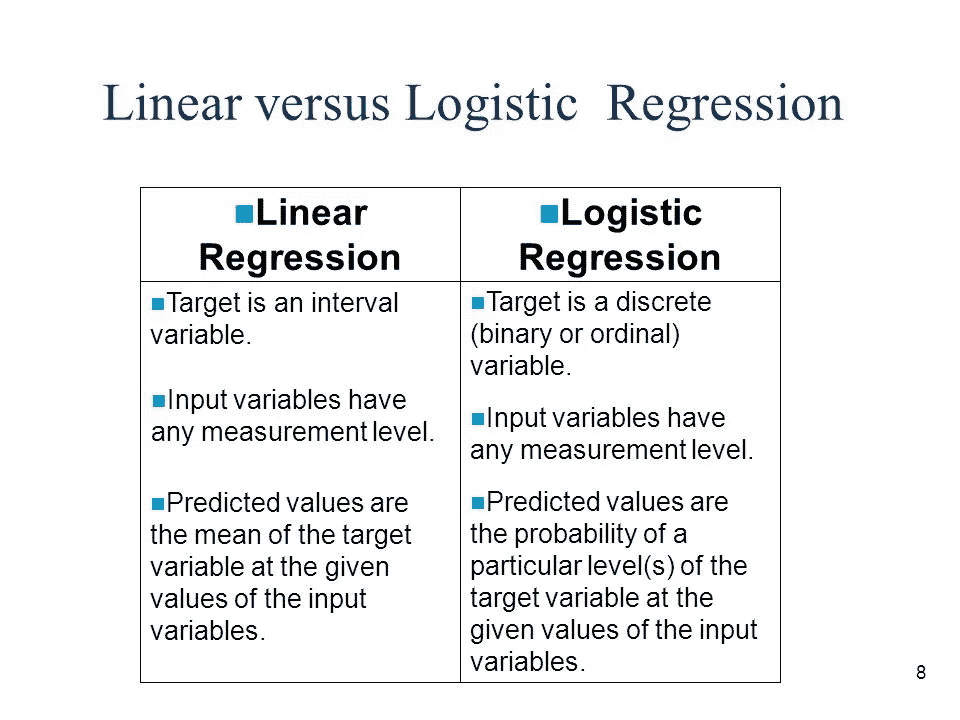 Linear versus Logistic Regression
Linear
Regression
Logistic
Regression
Target is an interval
variable.
Input variables have
any measurement level.
Predicted values are
the mean of the target
variable at the given
values of the input
variables.
Target is a discrete
(binary or ordinal)
variable.
Input variables have
any measurement level.
Predicted values are
the probability of a
particular level(s) of the
target variable at the
given values of the input
variables.
8